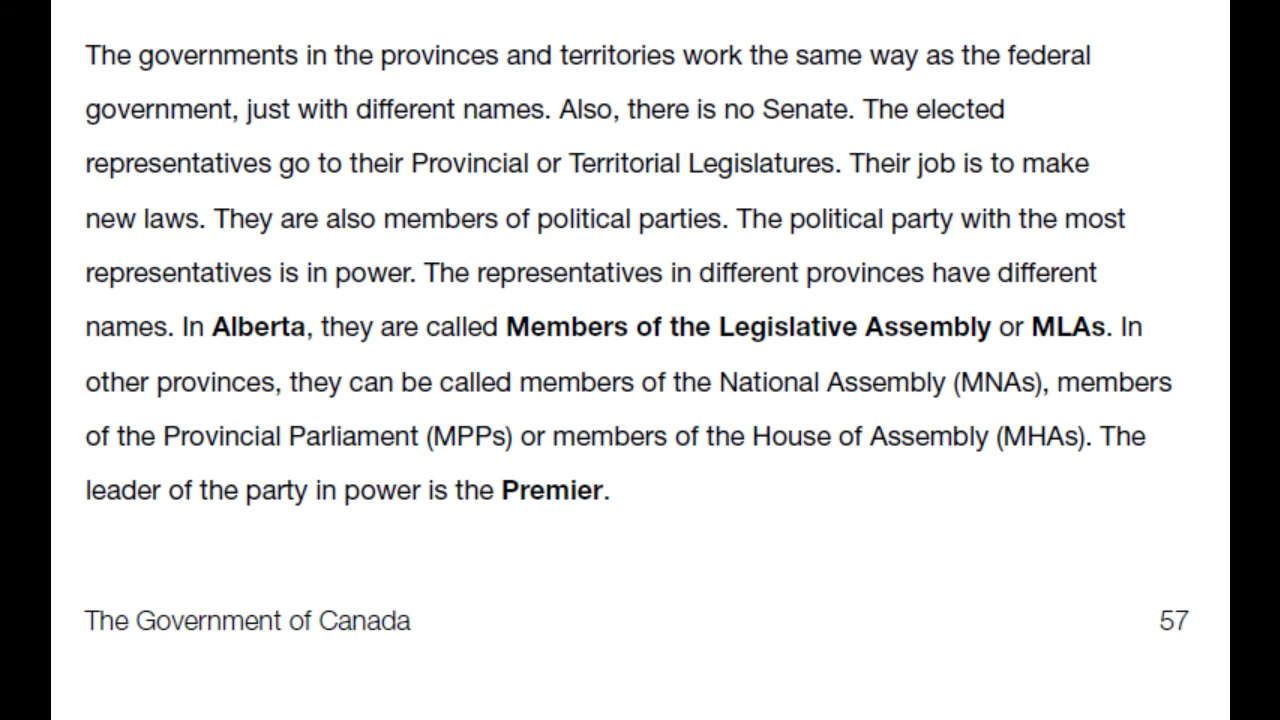 The governments in the provinces and territories work the same way as the federal
government, just with different names. Also, there is no Senate. The elected
representatives go to their Provincial or Territorial Legislatures. Their job is to make
new laws. They are also members of political parties. The political party with the most
representatives is in power. The representatives in different provinces have different
names. In Alberta, they are called Members of the Legislative Assembly or MLAs. In
other provinces, they can be called members of the National Assembly (MNAs), members
of the Provincial Parliament (MPPs) or members of the House of Assembly (MHAs). The
leader of the party in power is the Premier.
The Government of Canada 57